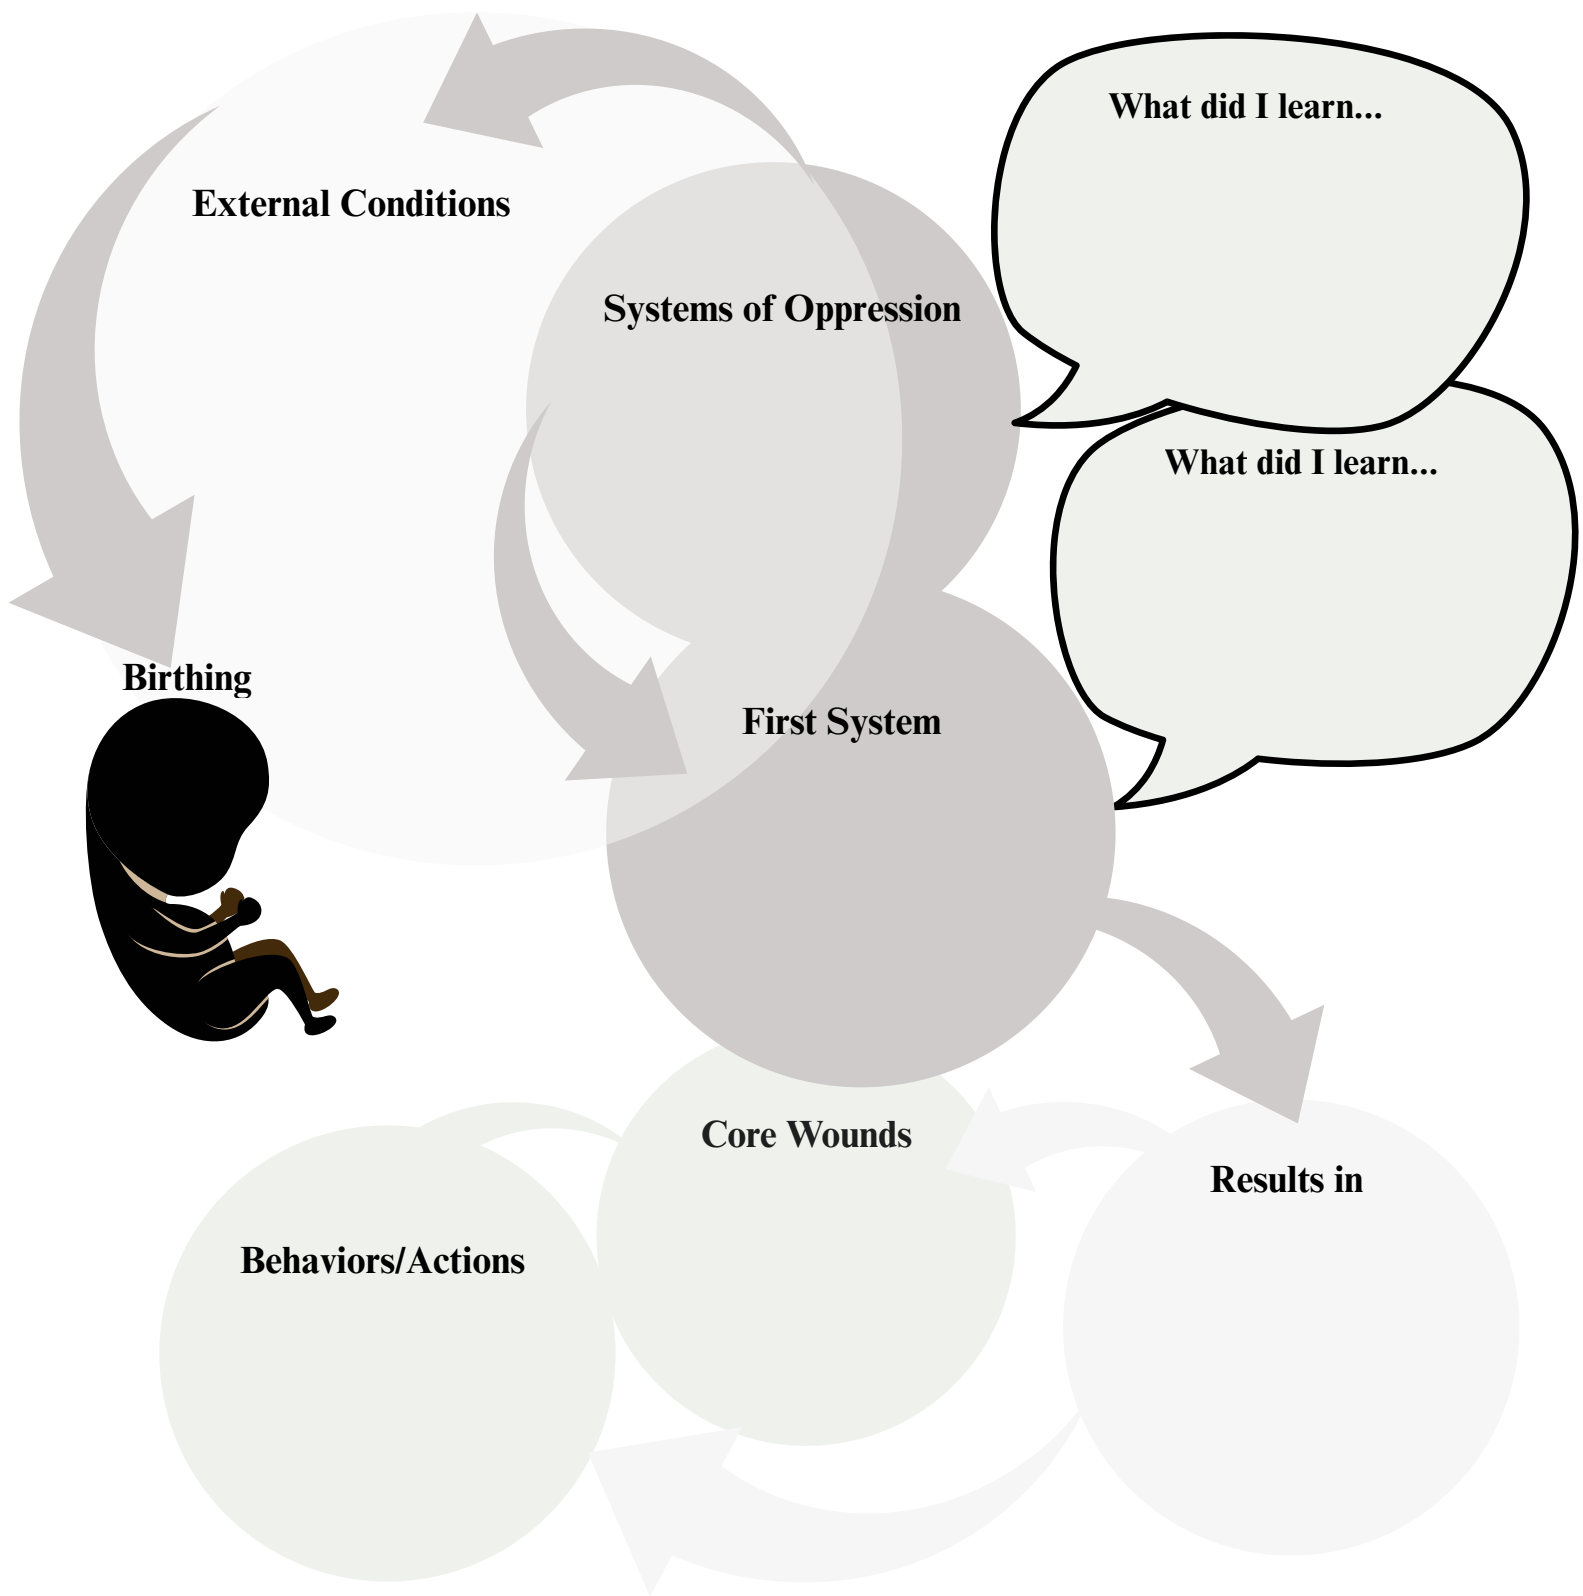 What did I learn...
External Conditions
Systems of Oppression
What did I learn...
Birthing
First System
Core Wounds
Results in
Behaviors/Actions